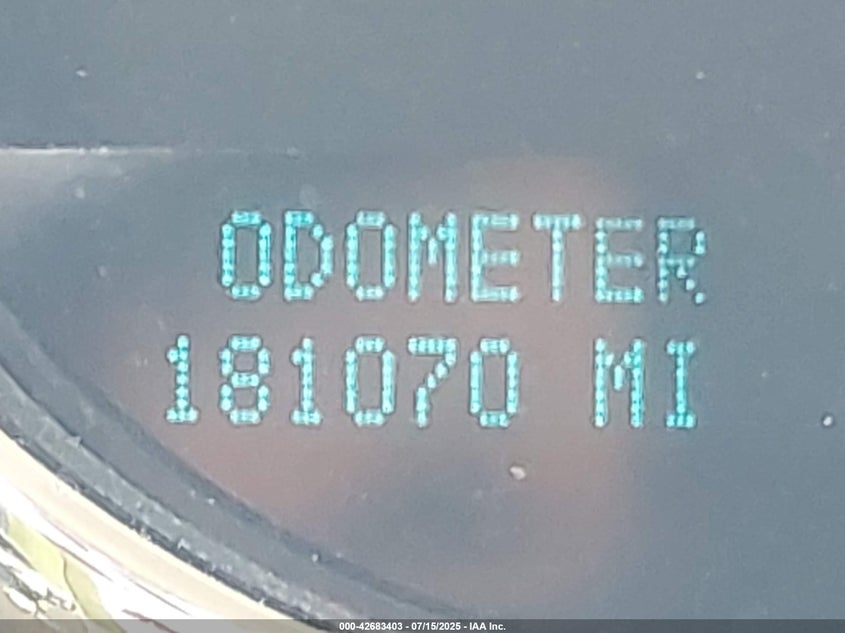 ODOMETER
181070 MI
000-42683403 - 07/15/2025 - IAA Inc.